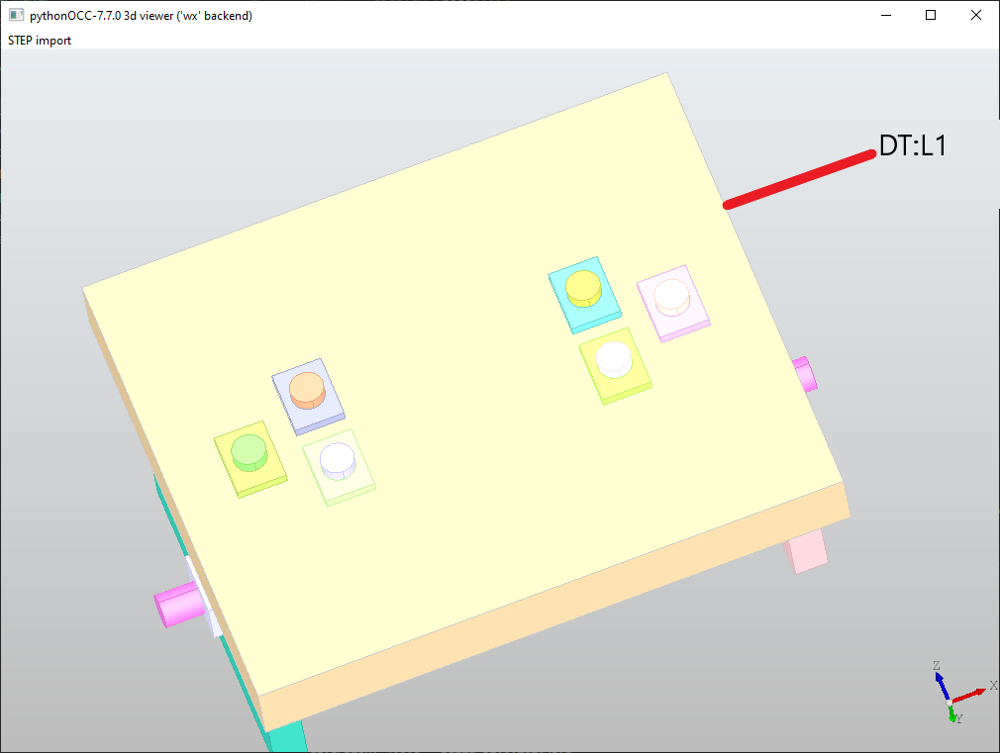 pythonOCC-7.7.0 3d viewer ('wx' backend)
STEP import
DT:L1
Z
X
Y